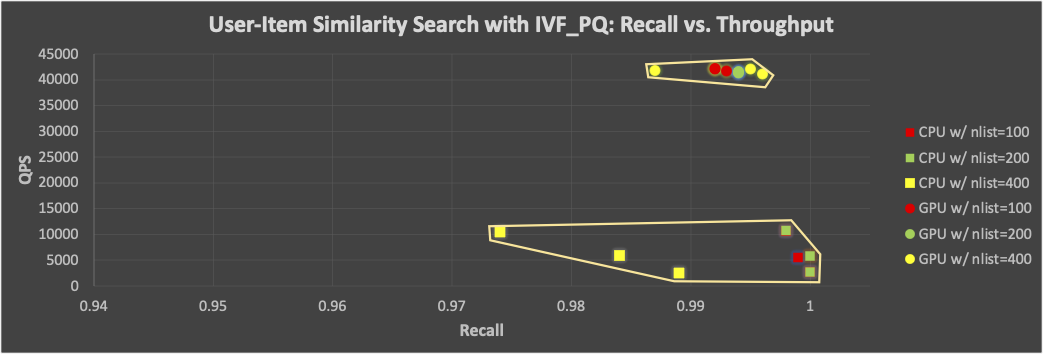 User-Item Similarity Search with IVF_PQ: Recall vs. Throughput
45000
40000
35000
30000
25000
20000
15000
10000
5000
0
QPS
0.94 0.95 0.96 0.97 0.98 0.99 1
Recall
CPU w/ nlist=100
CPU w/ nlist=200
CPU w/ nlist=400
GPU w/ nlist=100
GPU w/ nlist=200
GPU w/ nlist=400